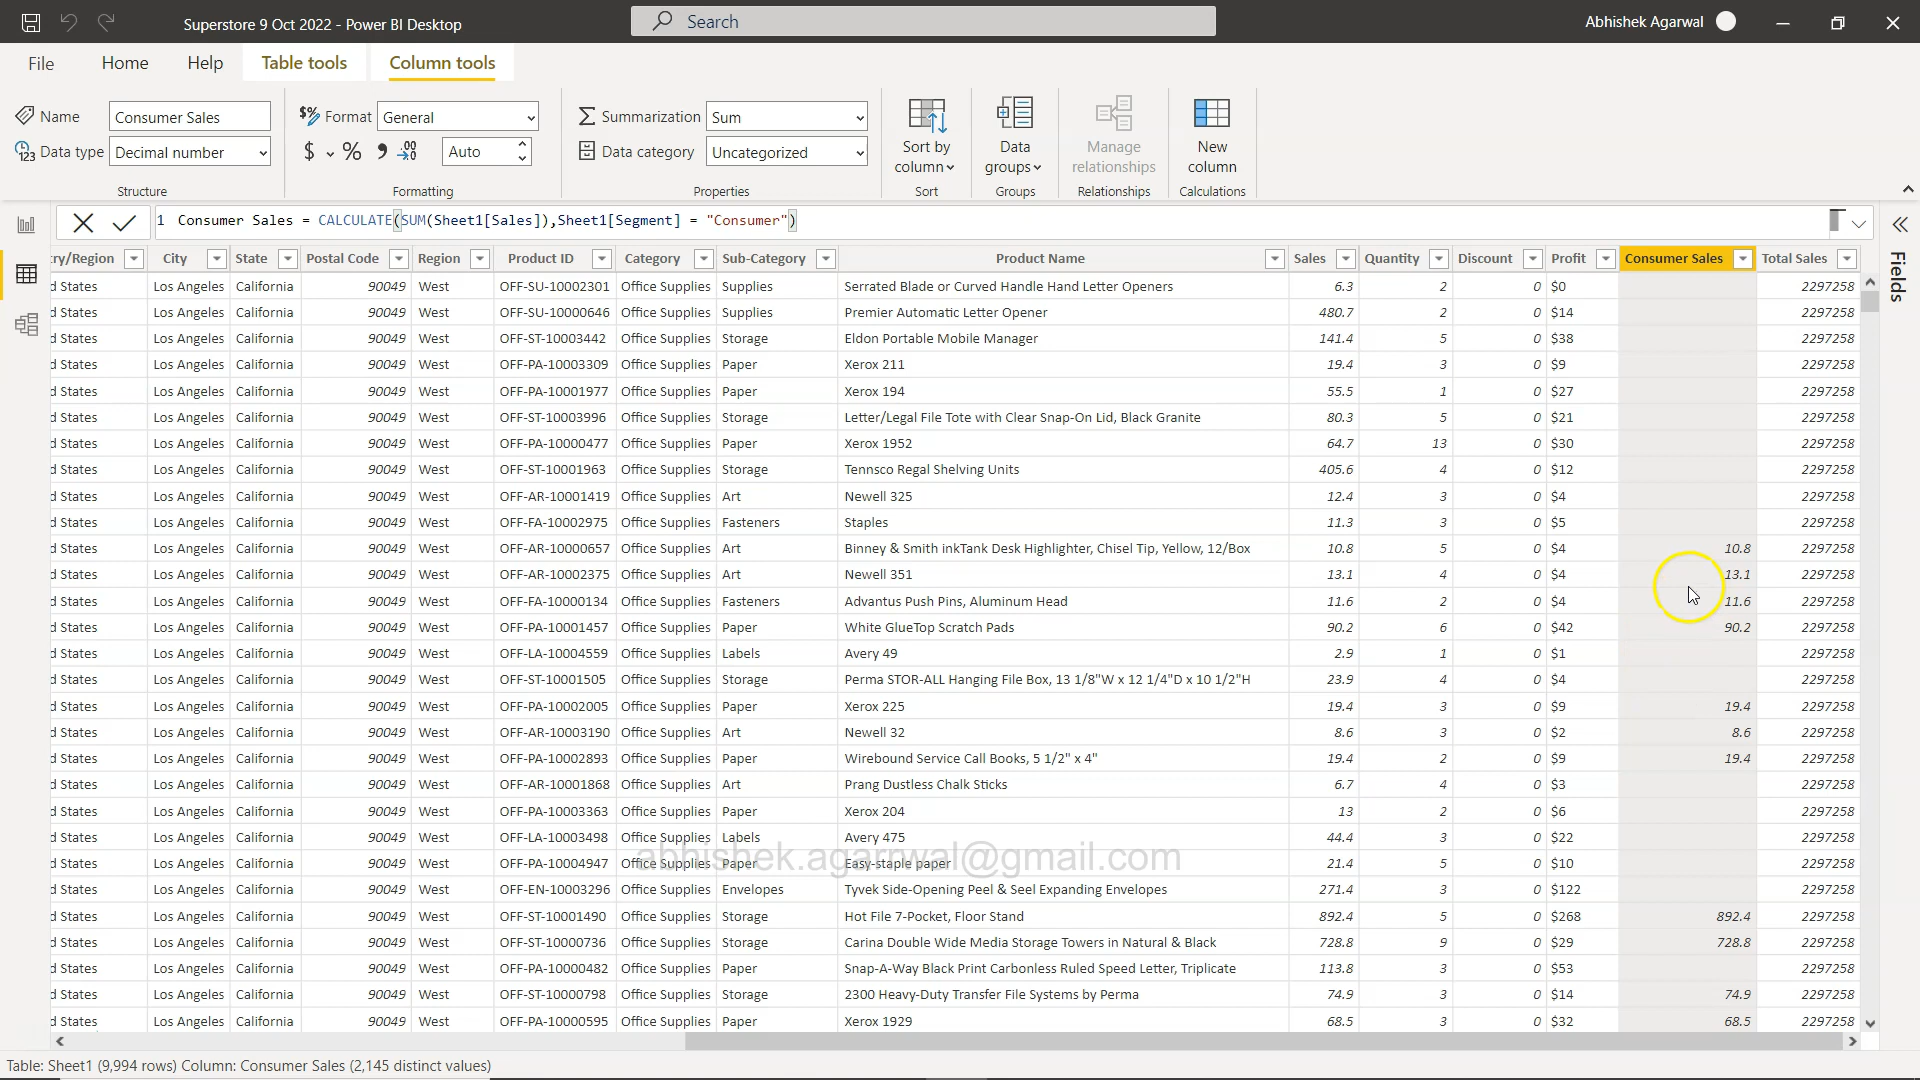 Superstore 9 Oct 2022 - Power BI Desktop
Search
Abhishek Agarwal
File Home Help Table tools Column tools
Name Consumer Sales
Data type Decimal number
Structure
$% Format General
$ % 9 .00 Auto
Formatting
Summarization Sum
Data category Uncategorized
Properties
Sort by column
Sort
Data groups
Groups
Manage relationships
Relationships
New column
Calculations
1 Consumer Sales = CALCULATE(SUM(Sheet1[Sales]),Sheet1[Segment] = "Consumer")
Fields
ry/Region City State Postal Code Region Product ID Category Sub-Category Product Name Sales Quantity Discount Profit Consumer Sales Total Sales
d States Los Angeles California 90049 West OFF-SU-10002301 Office Supplies Supplies Serrated Blade or Curved Handle Hand Letter Openers 6.3 2 0 $0 2297258
d States Los Angeles California 90049 West OFF-SU-10000646 Office Supplies Supplies Premier Automatic Letter Opener 480.7 2 0 $14 2297258
d States Los Angeles California 90049 West OFF-ST-10003442 Office Supplies Storage Eldon Portable Mobile Manager 141.4 5 0 $38 2297258
d States Los Angeles California 90049 West OFF-PA-10003309 Office Supplies Paper Xerox 211 19.4 3 0 $9 2297258
d States Los Angeles California 90049 West OFF-PA-10001977 Office Supplies Paper Xerox 194 55.5 1 0 $27 2297258
d States Los Angeles California 90049 West OFF-ST-10003996 Office Supplies Storage Letter/Legal File Tote with Clear Snap-On Lid, Black Granite 80.3 5 0 $21 2297258
d States Los Angeles California 90049 West OFF-PA-10000477 Office Supplies Paper Xerox 1952 64.7 13 0 $30 2297258
d States Los Angeles California 90049 West OFF-ST-10001963 Office Supplies Storage Tennsco Regal Shelving Units 405.6 4 0 $12 2297258
d States Los Angeles California 90049 West OFF-AR-10001419 Office Supplies Art Newell 325 12.4 3 0 $4 2297258
d States Los Angeles California 90049 West OFF-FA-10002975 Office Supplies Fasteners Staples 11.3 3 0 $5 2297258
d States Los Angeles California 90049 West OFF-AR-10000657 Office Supplies Art Binney & Smith inkTank Desk Highlighter, Chisel Tip, Yellow, 12/Box 10.8 5 0 $4 10.8 2297258
d States Los Angeles California 90049 West OFF-AR-10002375 Office Supplies Art Newell 351 13.1 4 0 $4 13.1 2297258
d States Los Angeles California 90049 West OFF-FA-10000134 Office Supplies Fasteners Advantus Push Pins, Aluminum Head 11.6 2 0 $4 11.6 2297258
d States Los Angeles California 90049 West OFF-PA-10001457 Office Supplies Paper White GlueTop Scratch Pads 90.2 6 0 $42 90.2 2297258
d States Los Angeles California 90049 West OFF-LA-10004559 Office Supplies Labels Avery 49 2.9 1 0 $1 2297258
d States Los Angeles California 90049 West OFF-ST-10001505 Office Supplies Storage Perma STOR-ALL Hanging File Box, 13 1/8"W x 12 1/4"D x 10 1/2"H 23.9 4 0 $4 2297258
d States Los Angeles California 90049 West OFF-PA-10002005 Office Supplies Paper Xerox 225 19.4 3 0 $9 19.4 2297258
d States Los Angeles California 90049 West OFF-AR-10003190 Office Supplies Art Newell 32 8.6 3 0 $2 8.6 2297258
d States Los Angeles California 90049 West OFF-PA-10002893 Office Supplies Paper Wirebound Service Call Books, 5 1/2" x 4" 19.4 2 0 $9 19.4 2297258
d States Los Angeles California 90049 West OFF-AR-10001868 Office Supplies Art Prang Dustless Chalk Sticks 6.7 4 0 $3 2297258
d States Los Angeles California 90049 West OFF-PA-10003363 Office Supplies Paper Xerox 204 13 2 0 $6 2297258
d States Los Angeles California 90049 West OFF-LA-10003498 Office Supplies Labels Avery 475 44.4 3 0 $22 2297258
abhishek.agarrwal@gmail.com
d States Los Angeles California 90049 West OFF-PA-10004947 Office Supplies Paper Easy-staple paper 21.4 5 0 $10 2297258
d States Los Angeles California 90049 West OFF-EN-10003296 Office Supplies Envelopes Tyvek Side-Opening Peel & Seel Expanding Envelopes 271.4 3 0 $122 2297258
d States Los Angeles California 90049 West OFF-ST-10001490 Office Supplies Storage Hot File 7-Pocket, Floor Stand 892.4 5 0 $268 892.4 2297258
d States Los Angeles California 90049 West OFF-ST-10000736 Office Supplies Storage Carina Double Wide Media Storage Towers in Natural & Black 728.8 9 0 $29 728.8 2297258
d States Los Angeles California 90049 West OFF-PA-10000482 Office Supplies Paper Snap-A-Way Black Print Carbonless Ruled Speed Letter, Triplicate 113.8 3 0 $53 2297258
d States Los Angeles California 90049 West OFF-ST-10000798 Office Supplies Storage 2300 Heavy-Duty Transfer File Systems by Perma 74.9 3 0 $14 74.9 2297258
d States Los Angeles California 90049 West OFF-PA-10000595 Office Supplies Paper Xerox 1929 68.5 3 0 $32 68.5 2297258
Table: Sheet1 (9,994 rows) Column: Consumer Sales (2,145 distinct values)